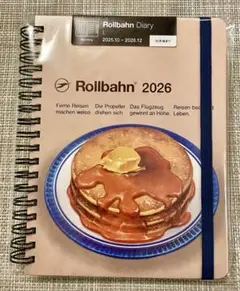 Rollbahn Diary
2025.10 - 2026.12
Rollbahn® 2026
Ferne Reisen Die Propeller Das Flugzeug Reisen
machen weise. drehen sich gewinnt an Höhe. Leben.